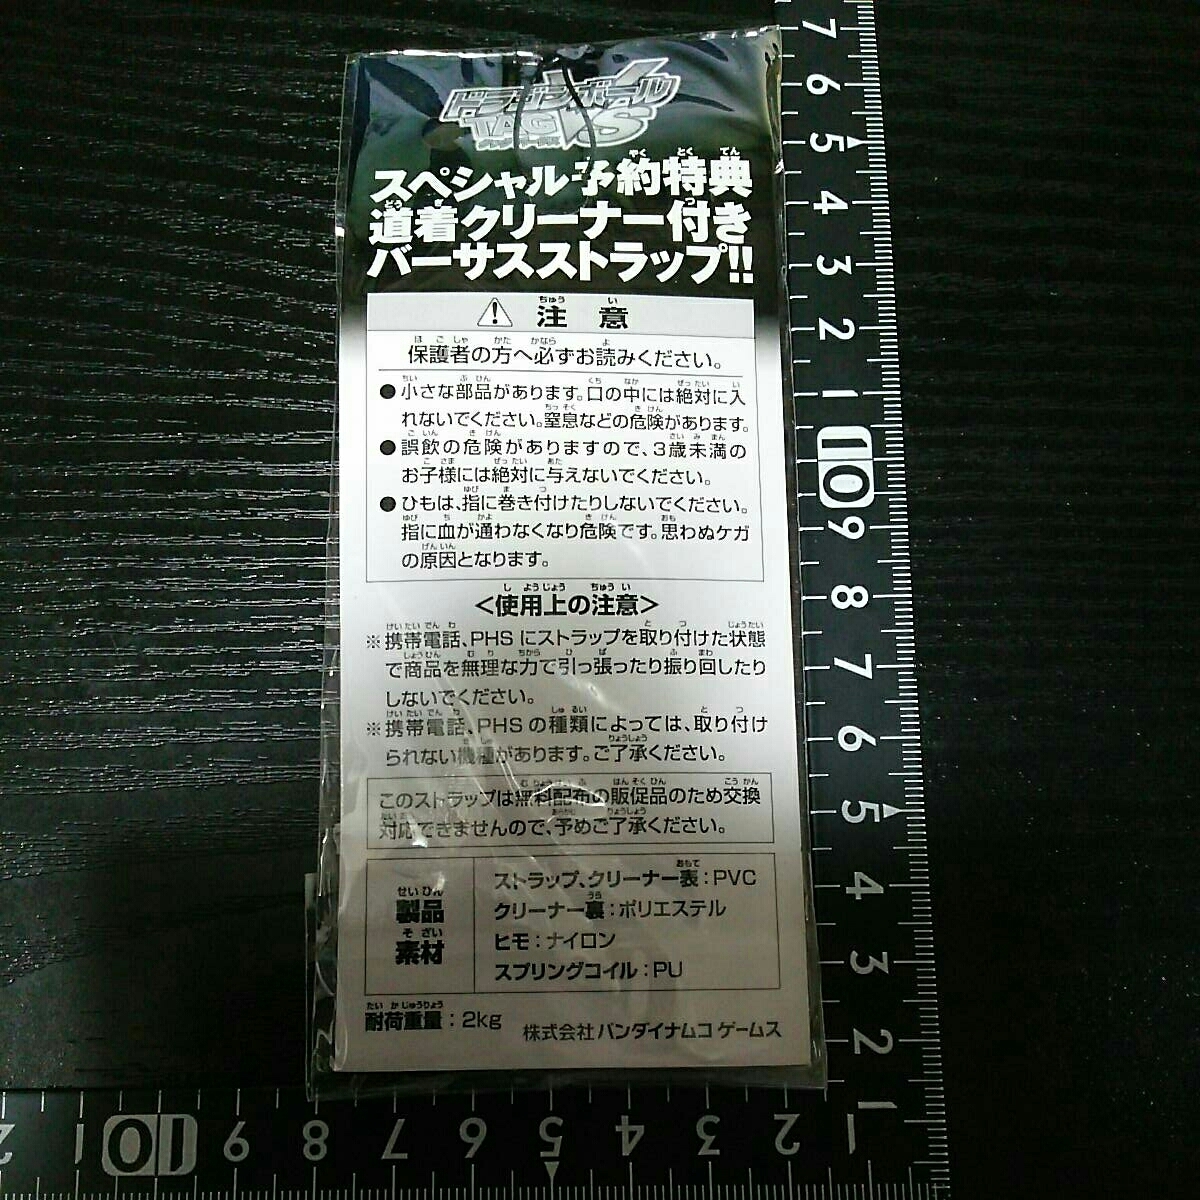 ドラゴンボール
TAG VS
タッグバーサス
スペシャル予約特典
道着クリーナー付き
バーサスストラップ!!
⚠ 注意
保護者の方へ必ずお読みください。
●小さな部品があります。口の中には絶対に入
れないでください。窒息などの危険があります。
●誤飲の危険がありますので、3歳未満の
お子様には絶対に与えないでください。
●ひもは、指に巻き付けたりしないでください。
指に血が通わなくなり危険です。思わぬケガ
の原因となります。
<使用上の注意>
※携帯電話、PHSにストラップを取り付けた状態
で商品を無理な力で引っ張ったり振り回したり
しないでください。
※携帯電話、PHSの種類によっては、取り付け
られない機種があります。ご了承ください。
このストラップは無料配布の販促品のため交換
対応できませんので、予めご了承ください。
製品
素材
ストラップ、クリーナー表:PVC
クリーナー裏:ポリエステル
ヒモ:ナイロン
スプリングコイル:PU
耐荷重量:2kg
株式会社バンダイナムコゲームス
7
6
5
4
3
2
1
10
9
8
7
6
5
4
3
2
1
2 1 10 9 8 7 6 5 4 3 2 1